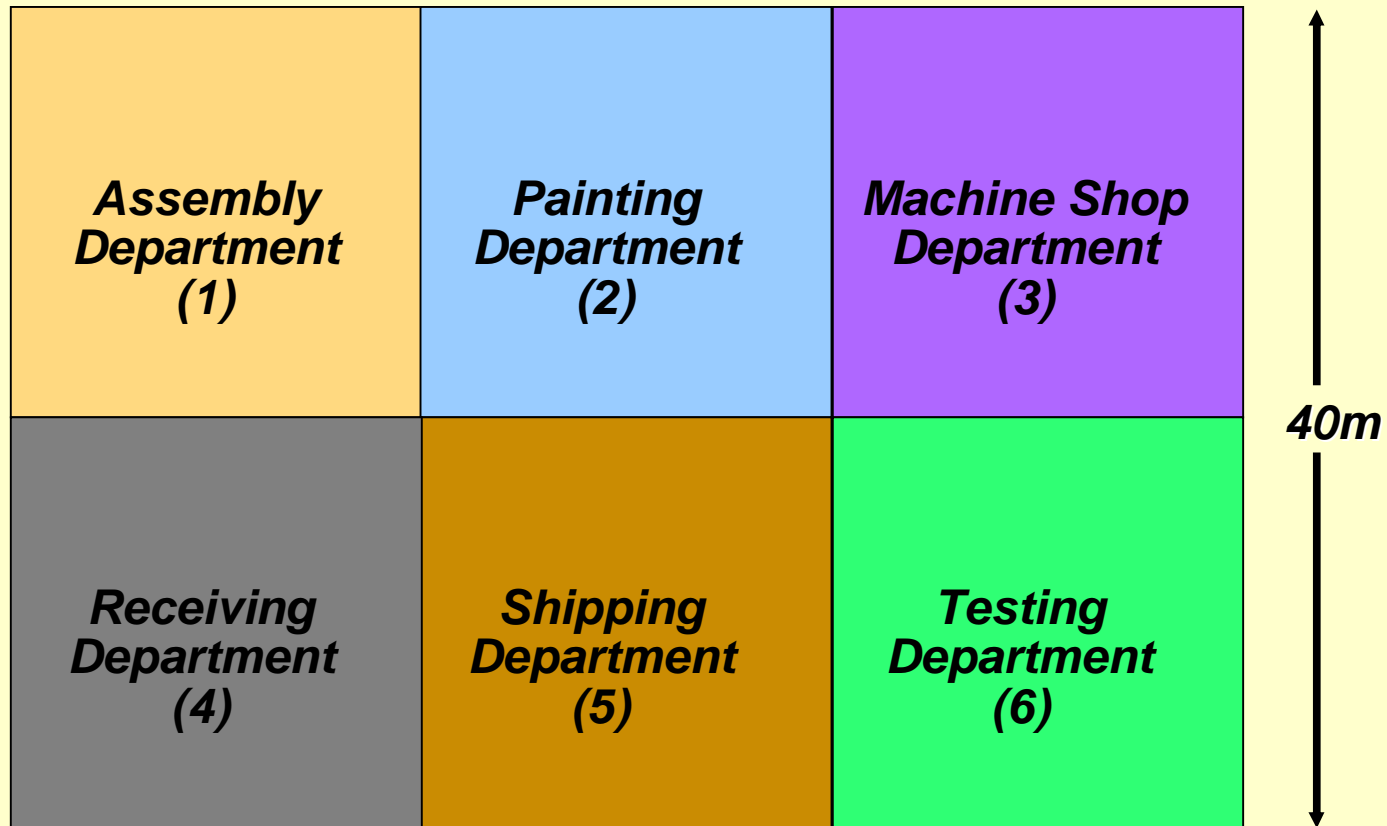 Assembly
Department
(1)
Painting
Department
(2)
Machine Shop
Department
(3)
40m
Receiving
Department
(4)
Shipping
Department
(5)
Testing
Department
(6)